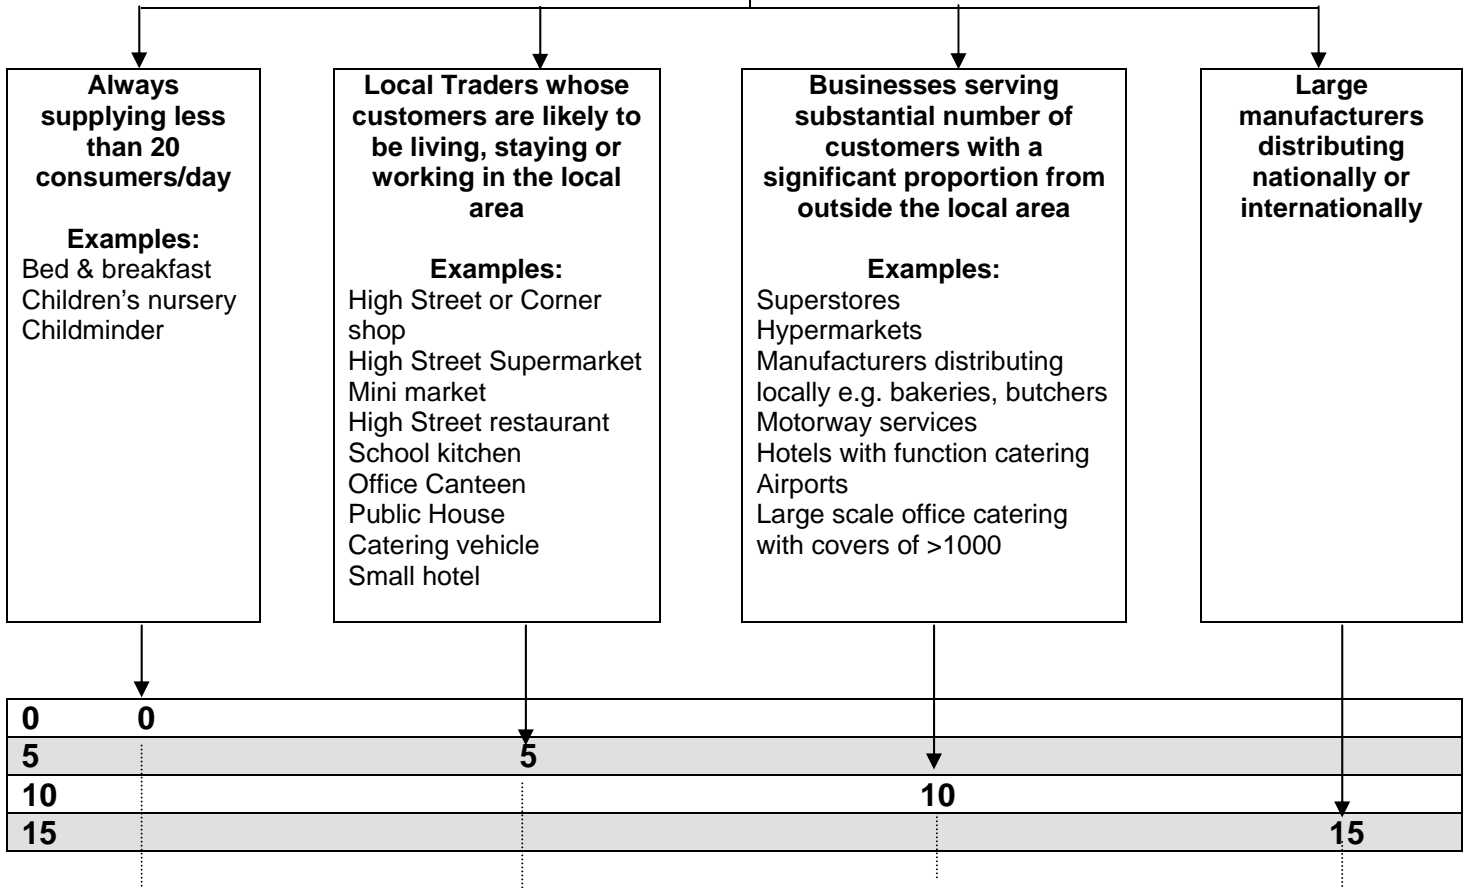 Always
supplying less
than 20
consumers/day
Examples:
Bed & breakfast
Children's nursery
Childminder
Local Traders whose
customers are likely to
be living, staying or
working in the local
area
Examples:
High Street or Corner
shop
High Street Supermarket
Mini market
High Street restaurant
School kitchen
Office Canteen
Public House
Catering vehicle
Small hotel
Businesses serving
substantial number of
customers with a
significant proportion from
outside the local area
Examples:
Superstores
Hypermarkets
Manufacturers distributing
locally e.g. bakeries, butchers
Motorway services
Hotels with function catering
Airports
Large scale office catering
with covers of >1000
Large
manufacturers
distributing
nationally or
internationally
0 0
5 5
10 10
15 15